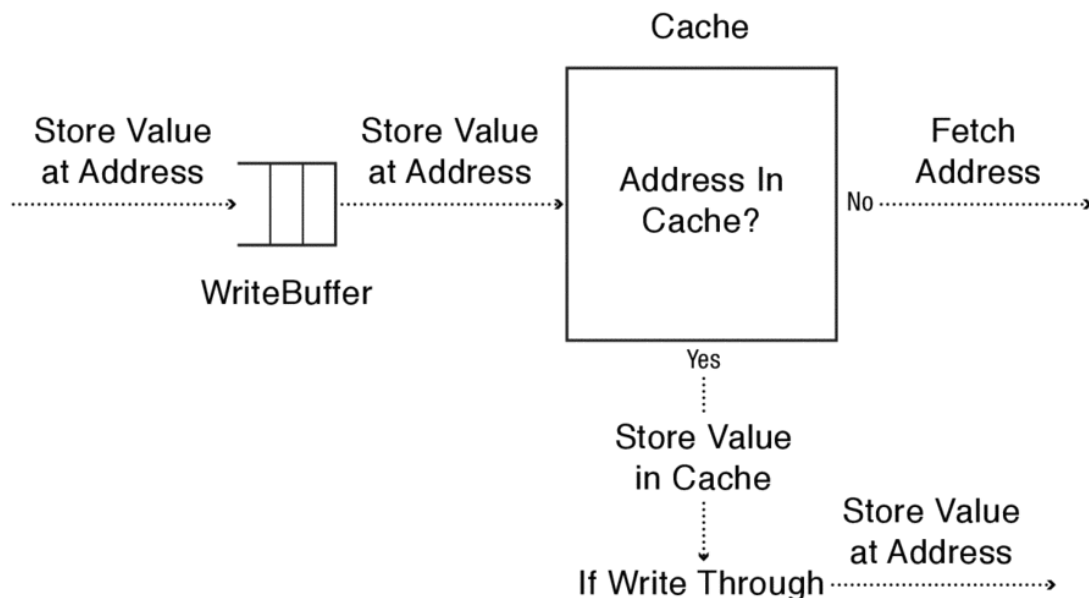 Cache
Store Value
at Address
Store Value
at Address
WriteBuffer
Address In
Cache?
No
Fetch
Address
Yes
Store Value
in Cache
Store Value
at Address
If Write Through